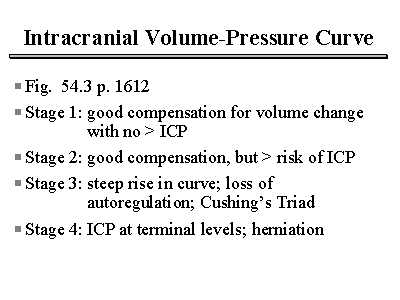 Intracranial Volume-Pressure Curve
Fig. 54.3 p. 1612
Stage 1: good compensation for volume change
with no > ICP
Stage 2: good compensation, but > risk of ICP
Stage 3: steep rise in curve; loss of
autoregulation; Cushing's Triad
Stage 4: ICP at terminal levels; herniation